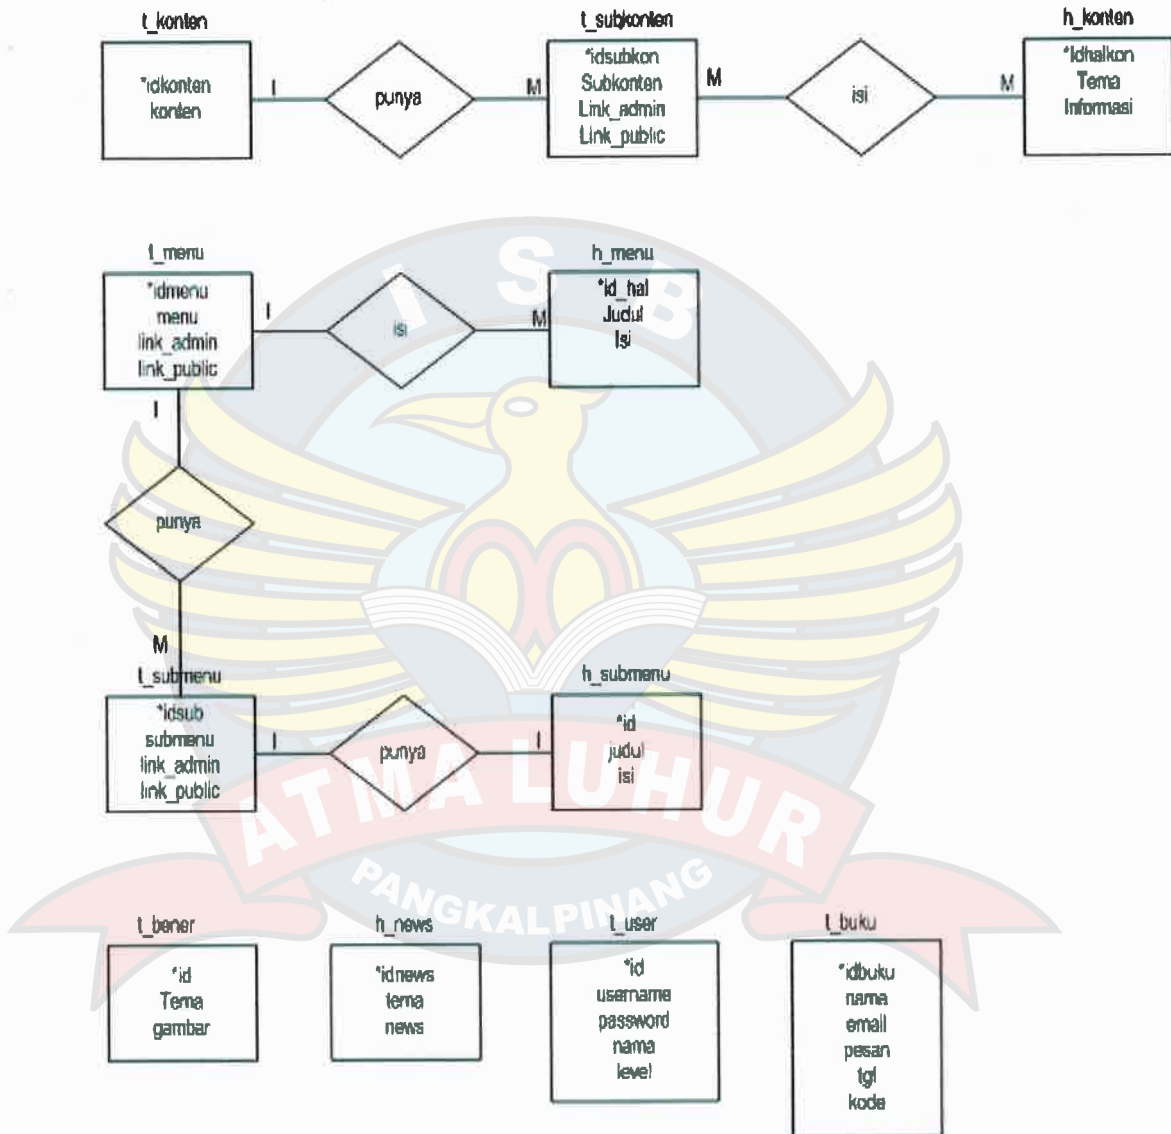 t_konten
t_subkonten
h_konten
*idkonten
konten
I
punya
M
*idsubkon
Subkonten
Link_admin
Link_public
M
isi
M
*Idhalkon
Tema
Informasi
t_menu
h_menu
*idmenu
menu
link_admin
link_public
I
isi
M
*id_hal
Judul
Isi
I
punya
M
t_submenu
h_submenu
*idsub
submenu
link_admin
link_public
I
punya
I
*id
judul
isi
t_bener
h_news
t_user
t_buku
*id
Tema
gambar
*idnews
tema
news
*id
username
password
nama
level
*idbuku
nama
email
pesan
tgl
kode
I S B
ATMA LUHUR
PANGKALPINANG